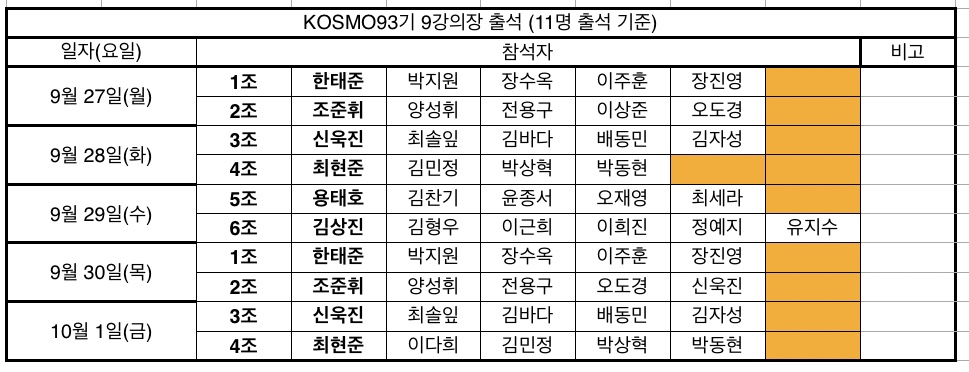 KOSMO93기 9강의장 출석 (11명 출석 기준)
일자(요일) 참석자 비고
9월 27일(월)
1조 한태준 박지원 장수옥 이주훈 장진영
2조 조준휘 양성휘 전용구 이상준 오도경
9월 28일(화)
3조 신욱진 최솔잎 김바다 배동민 김자성
4조 최현준 김민정 박상혁 박동현
9월 29일(수)
5조 용태호 김찬기 윤종서 오재영 최세라
6조 김상진 김형우 이근희 이희진 정예지 유지수
9월 30일(목)
1조 한태준 박지원 장수옥 이주훈 장진영
2조 조준휘 양성휘 전용구 오도경 신욱진
10월 1일(금)
3조 신욱진 최솔잎 김바다 배동민 김자성
4조 최현준 이다희 김민정 박상혁 박동현